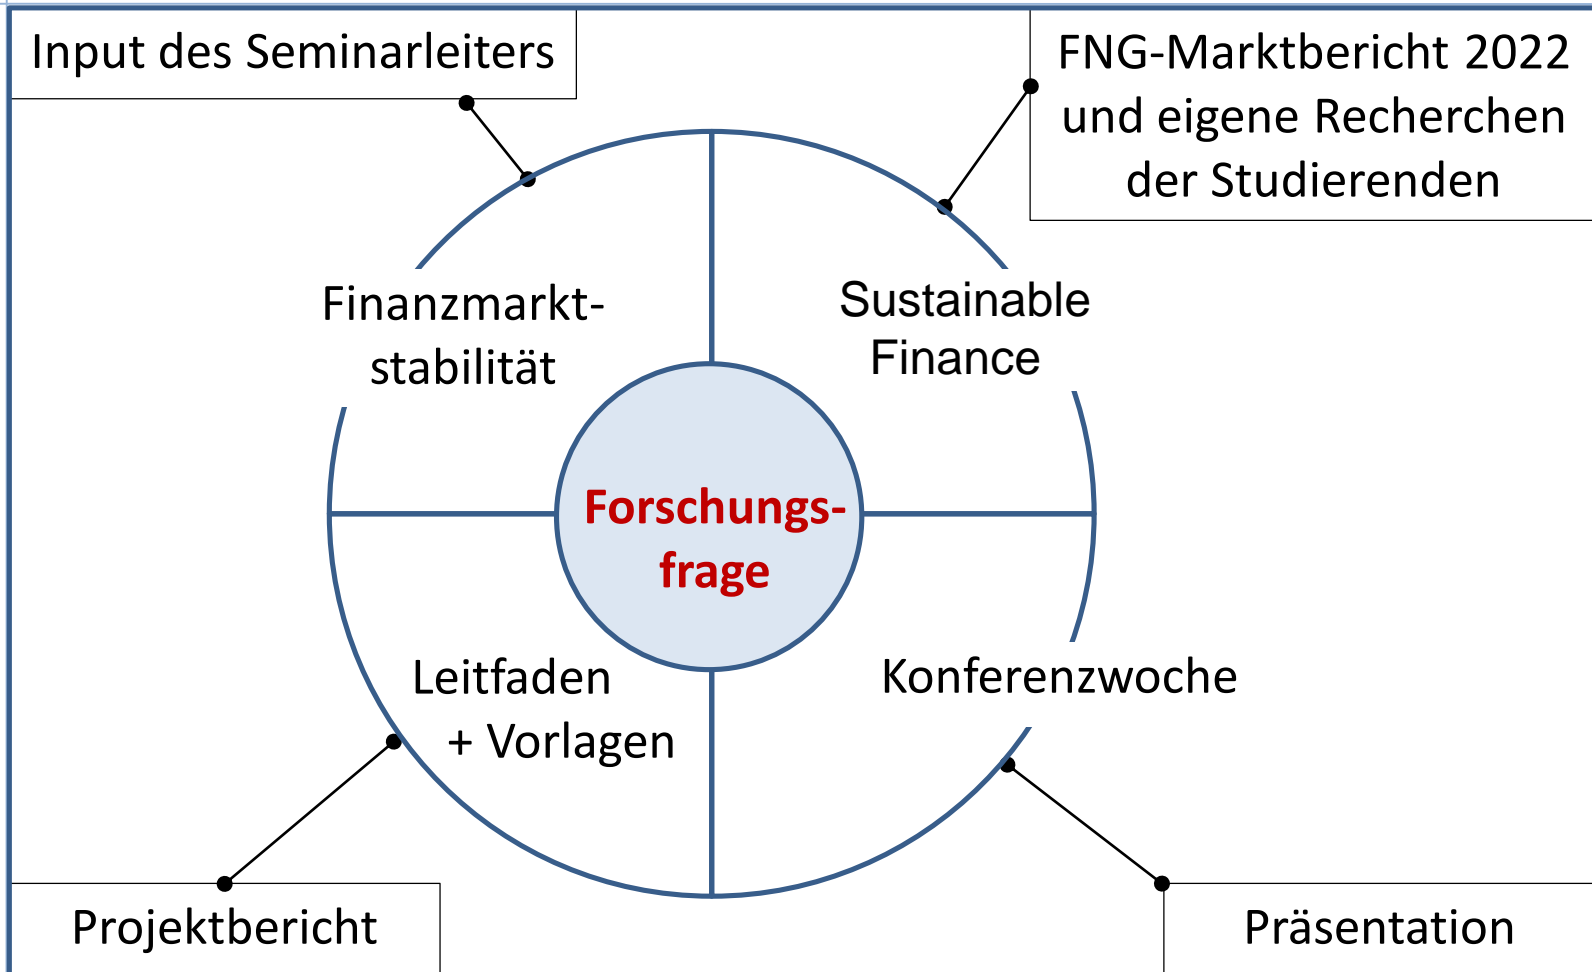 Input des Seminarleiters
FNG-Marktbericht 2022
und eigene Recherchen
der Studierenden
Finanzmarkt-
stabilität
Sustainable
Finance
Forschungs-
frage
Leitfaden
+ Vorlagen
Konferenzwoche
Projektbericht
Präsentation